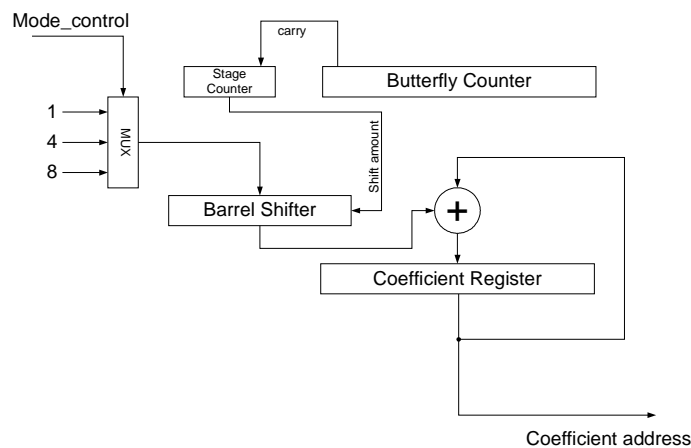 Mode_control
carry
Stage
Counter
Butterfly Counter
1
4
8
MUX
Shift amount
Barrel Shifter
+
Coefficient Register
Coefficient address